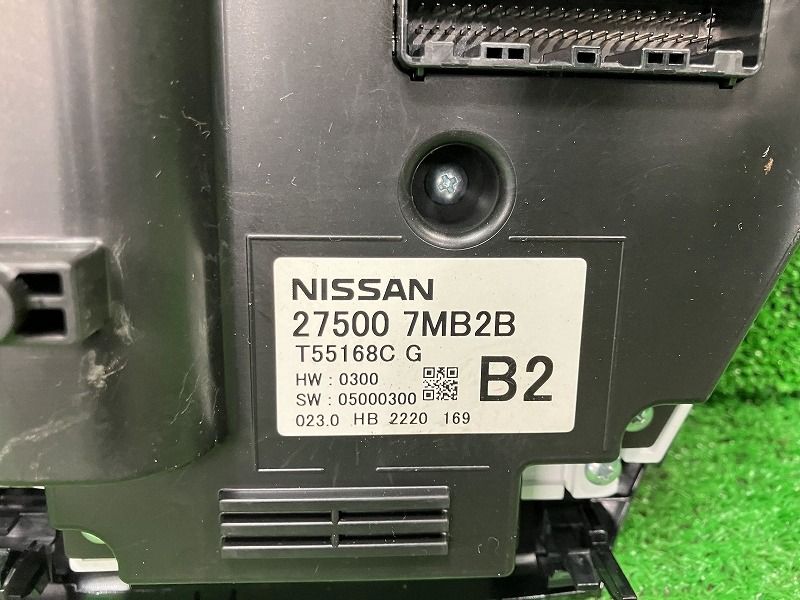 NISSAN
27500 7MB2B
T55168C G
HW : 0300
SW : 05000300
B2
023.0 HB 2220 169